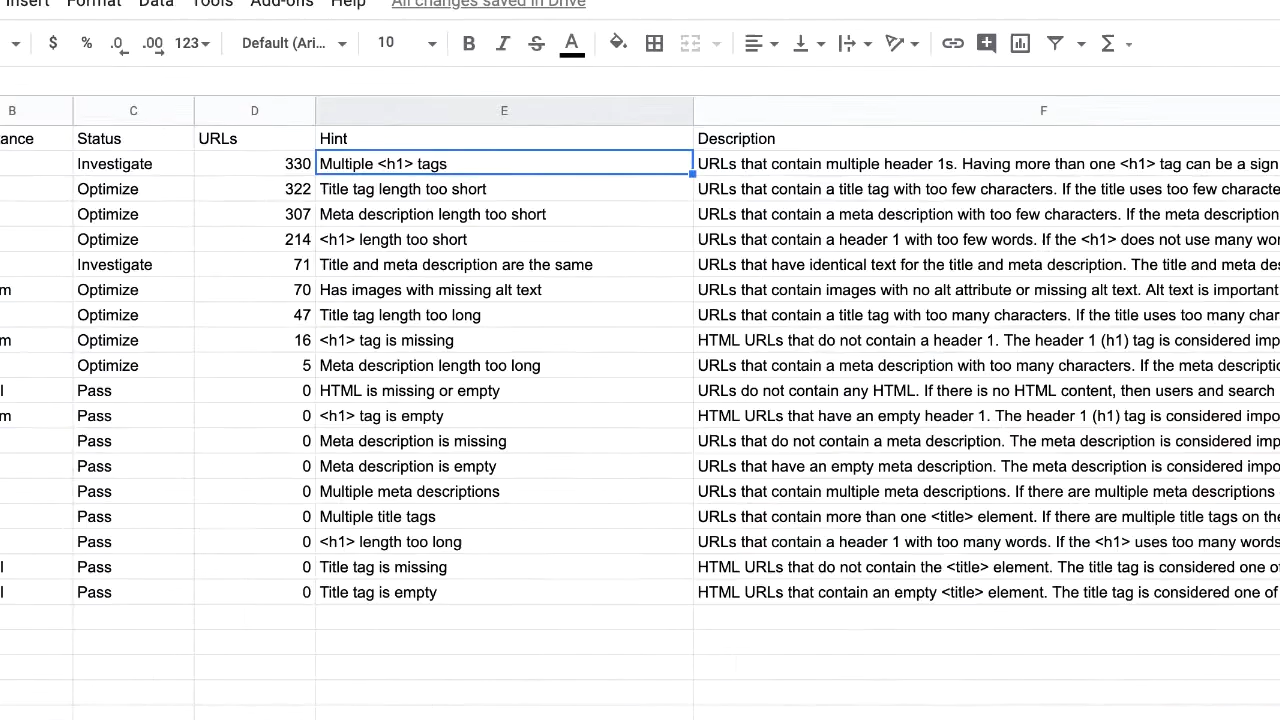 Insert Format Data Tools Add-ons Help All changes saved in Drive
$ % .0 .00 123 Default (Ari... 10 B I S A
B C D E F
ance Status URLs Hint Description
Investigate 330 Multiple <h1> tags URLs that contain multiple header 1s. Having more than one <h1> tag can be a sign
Optimize 322 Title tag length too short URLs that contain a title tag with too few characters. If the title uses too few characte
Optimize 307 Meta description length too short URLs that contain a meta description with too few characters. If the meta description
Optimize 214 <h1> length too short URLs that contain a header 1 with too few words. If the <h1> does not use many wor
Investigate 71 Title and meta description are the same URLs that have identical text for the title and meta description. The title and meta des
m Optimize 70 Has images with missing alt text URLs that contain images with no alt attribute or missing alt text. Alt text is important
Optimize 47 Title tag length too long URLs that contain a title tag with too many characters. If the title uses too many char
m Optimize 16 <h1> tag is missing HTML URLs that do not contain a header 1. The header 1 (h1) tag is considered imp
Optimize 5 Meta description length too long URLs that contain a meta description with too many characters. If the meta descriptic
l Pass 0 HTML is missing or empty URLs do not contain any HTML. If there is no HTML content, then users and search
m Pass 0 <h1> tag is empty HTML URLs that have an empty header 1. The header 1 (h1) tag is considered impo
Pass 0 Meta description is missing URLs that do not contain a meta description. The meta description is considered imp
Pass 0 Meta description is empty URLs that have an empty meta description. The meta description is considered impo
Pass 0 Multiple meta descriptions URLs that contain multiple meta descriptions. If there are multiple meta descriptions
Pass 0 Multiple title tags URLs that contain more than one <title> element. If there are multiple title tags on the
Pass 0 <h1> length too long URLs that contain a header 1 with too many words. If the <h1> uses too many words
l Pass 0 Title tag is missing HTML URLs that do not contain the <title> element. The title tag is considered one of
l Pass 0 Title tag is empty HTML URLs that contain an empty <title> element. The title tag is considered one of